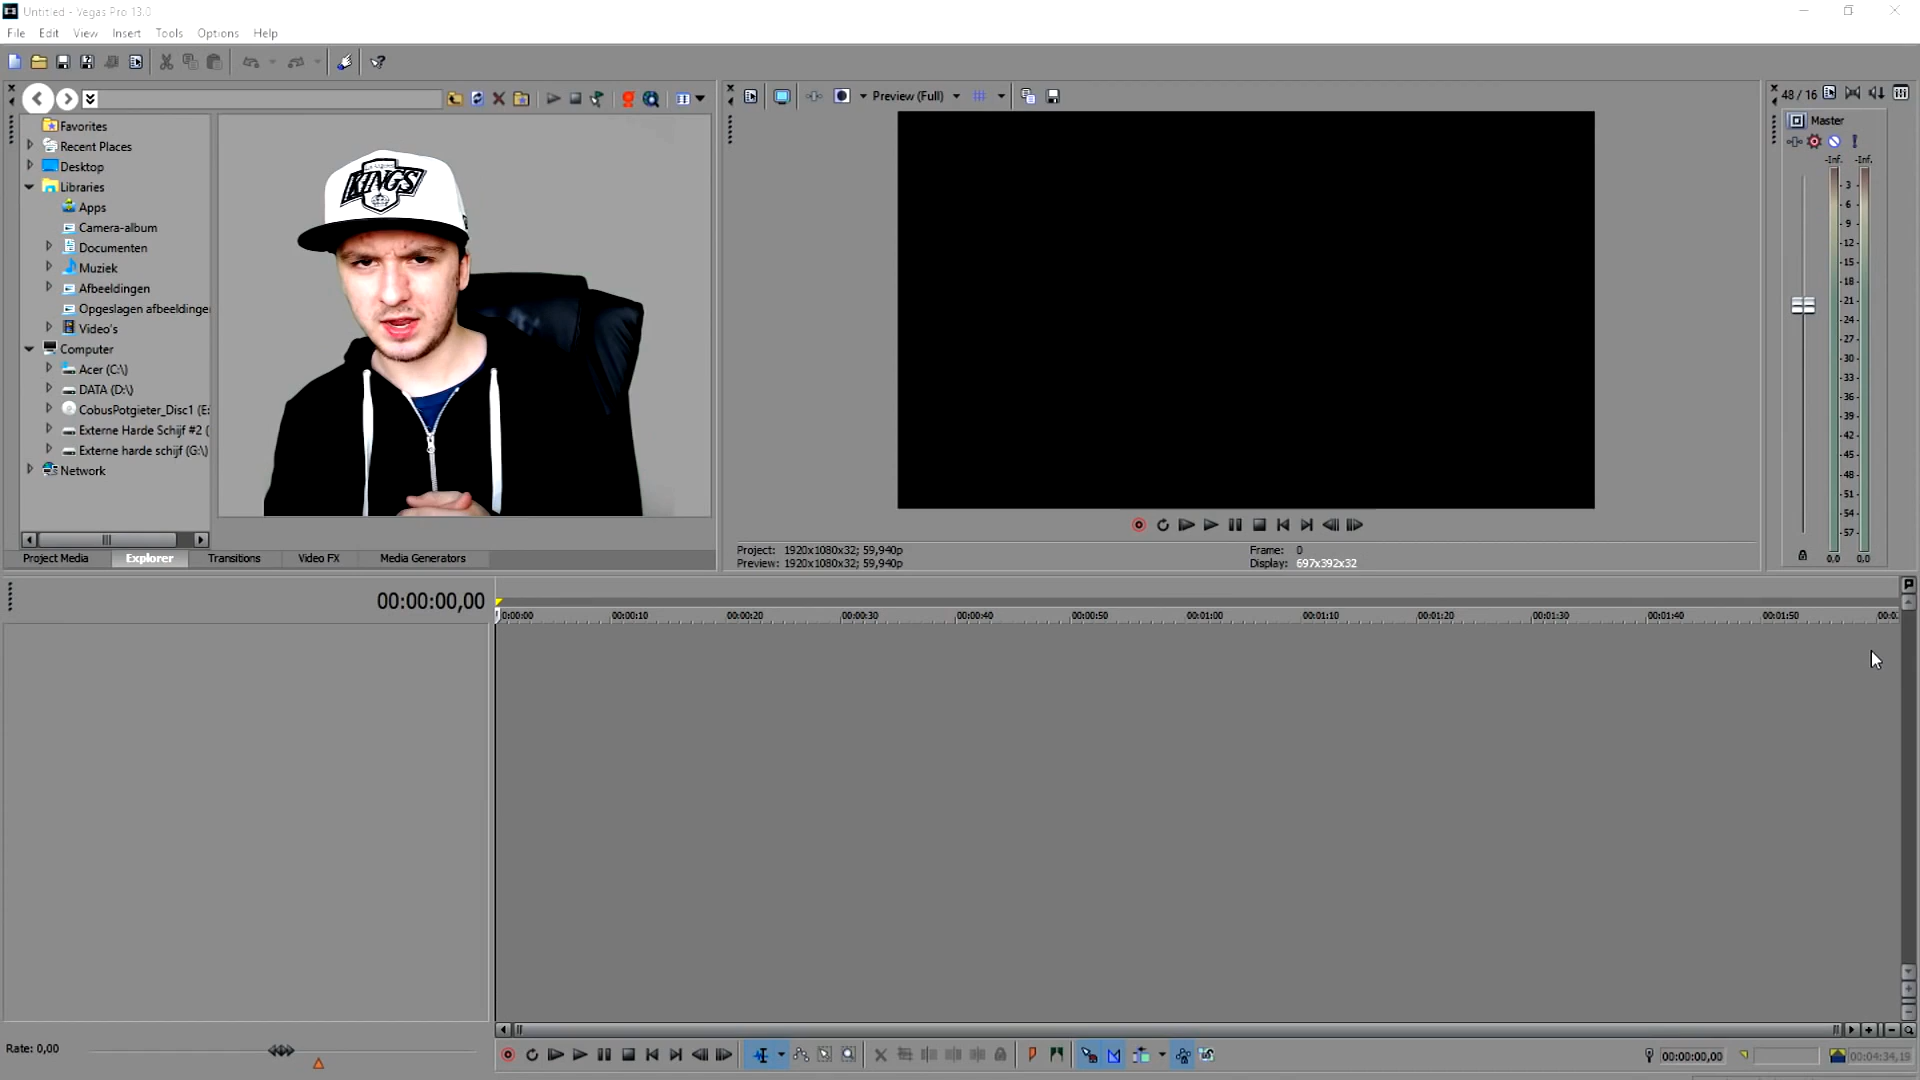 Untitled - Vegas Pro 13.0
File Edit View Insert Tools Options Help
Preview (Full)
48 / 16
Master
-Inf. -Inf.
Favorites
Recent Places
Desktop
Libraries
Apps
Camera-album
Documenten
Muziek
Afbeeldingen
Opgeslagen afbeeldinge
Video's
Computer
Acer (C:\)
DATA (D:\)
CobusPotgieter_Disc1 (E:
Externe Harde Schijf #2 (
Externe harde schijf (G:\)
Network
KINGS
3
6
9
12
15
18
21
24
27
30
33
36
39
42
45
48
51
54
57
0,0 0,0
Project Media Explorer Transitions Video FX Media Generators
Project: 1920x1080x32; 59,940p
Preview: 1920x1080x32; 59,940p
Frame: 0
Display: 697x392x32
00:00:00,00
0:00:00 00:00:10 00:00:20 00:00:30 00:00:40 00:00:50 00:01:00 00:01:10 00:01:20 00:01:30 00:01:40 00:01:50 00:0
Rate: 0,00
00:00:00,00
00:04:34,19